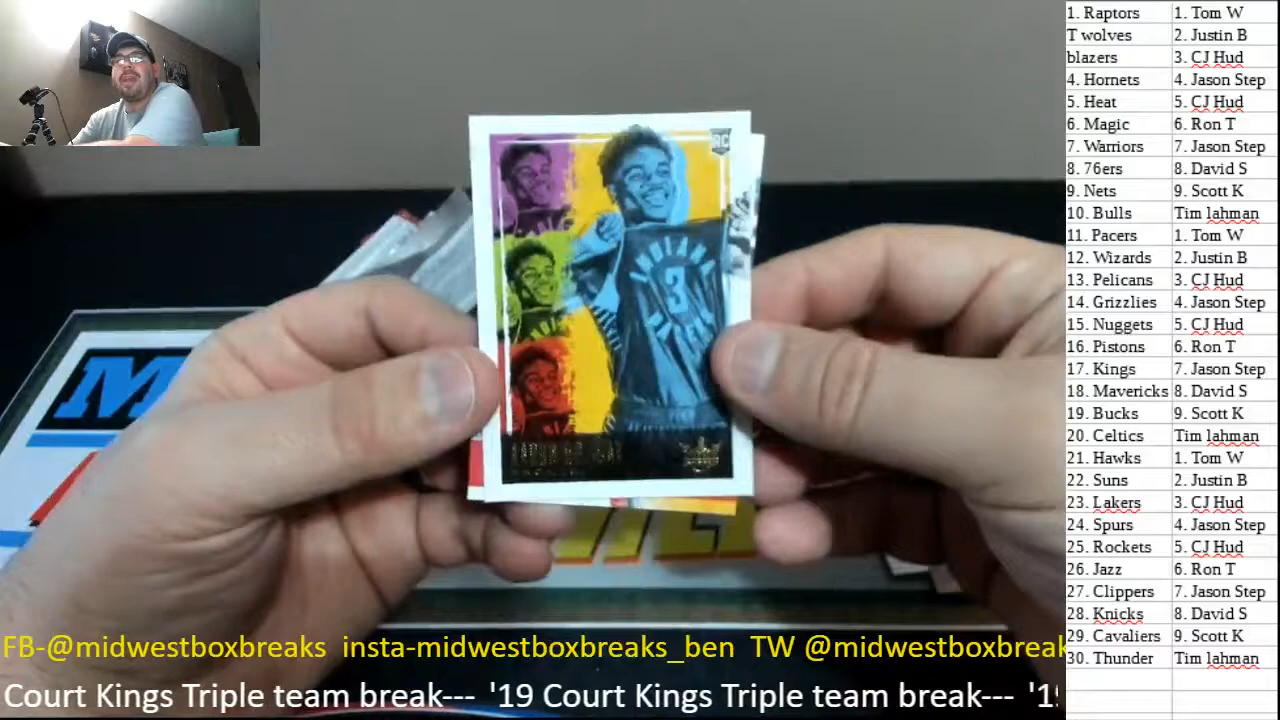 1. Raptors 1. Tom W
T wolves 2. Justin B
blazers 3. CJ Hud
4. Hornets 4. Jason Step
5. Heat 5. CJ Hud
6. Magic 6. Ron T
7. Warriors 7. Jason Step
8. 76ers 8. David S
9. Nets 9. Scott K
10. Bulls Tim lahman
11. Pacers 1. Tom W
12. Wizards 2. Justin B
13. Pelicans 3. CJ Hud
14. Grizzlies 4. Jason Step
15. Nuggets 5. CJ Hud
16. Pistons 6. Ron T
17. Kings 7. Jason Step
18. Mavericks 8. David S
19. Bucks 9. Scott K
20. Celtics Tim lahman
21. Hawks 1. Tom W
22. Suns 2. Justin B
23. Lakers 3. CJ Hud
24. Spurs 4. Jason Step
25. Rockets 5. CJ Hud
26. Jazz 6. Ron T
27. Clippers 7. Jason Step
28. Knicks 8. David S
29. Cavaliers 9. Scott K
30. Thunder Tim lahman
RC
INDIANA
3
FB-@midwestboxbreaks insta-midwestboxbreaks_ben TW @midwestboxbreak
Court Kings Triple team break--- '19 Court Kings Triple team break--- '19